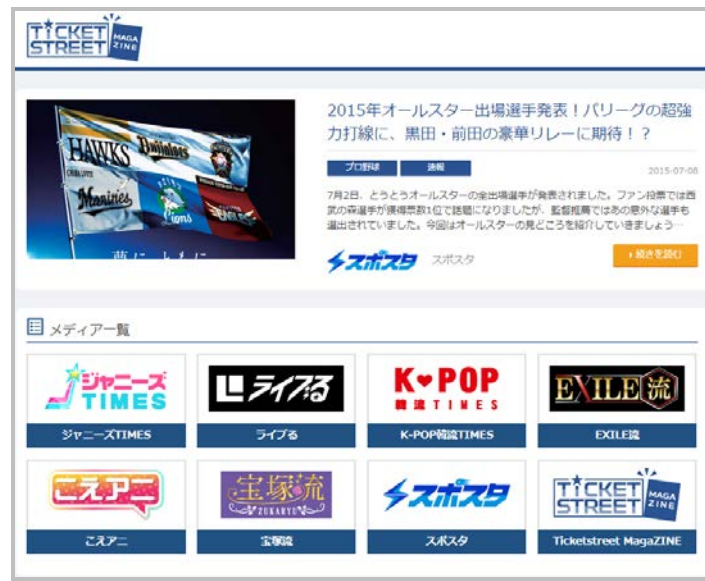 TICKET
STREET
MAGA
ZINE
2015年オールスター出場選手発表！パリーグの超強
力打線に、黒田・前田の豪華リレーに期待！？
プロ野球
速報
2015-07-08
7月2日、とうとうオールスターの全出場選手が発表されました。ファン投票では西
武の森選手が獲得票数1位で話題になりましたが、監督推薦ではあの意外な選手も
選出されていました。今回はオールスターの見どころを紹介していきましょう…
HAWKS
Buffaloes
Marines
Lions
EAGLES
夢に、ともに
スポスタ
スポスタ
続きを読む
メディア一覧
ジャニーズ
TIMES
ライブる
K♥POP
韓流TIMES
EXILE流
ジャニーズTIMES
ライブる
K-POP韓流TIMES
EXILE流
こえアニ
宝塚流
ZUKARYU
スポスタ
TICKET
STREET
MAGA
ZINE
こえアニ
宝塚流
スポスタ
Ticketstreet MagaZINE